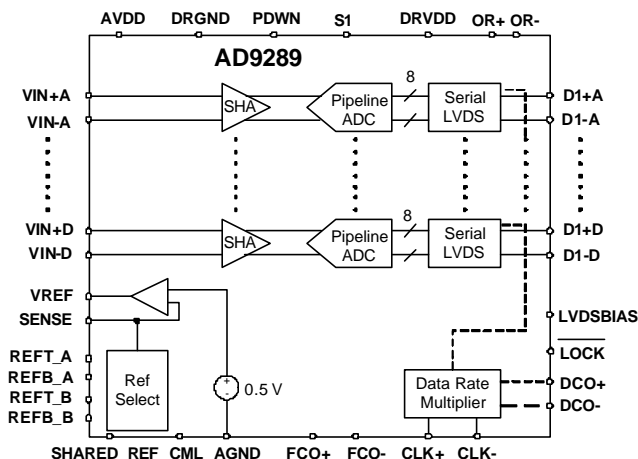 AVDD DRGND PDWN S1 DRVDD OR+ OR-
AD9289
VIN+A
VIN-A
SHA
Pipeline
ADC
8
Serial
LVDS
D1+A
D1-A
VIN+D
VIN-D
SHA
Pipeline
ADC
8
Serial
LVDS
D1+D
D1-D
VREF
SENSE
REFT_A
REFB_A
REFT_B
REFB_B
Ref
Select
+
-
0.5 V
Data Rate
Multiplier
LVDSBIAS
LOCK
DCO+
DCO-
SHARED REF CML AGND FCO+ FCO- CLK+ CLK-